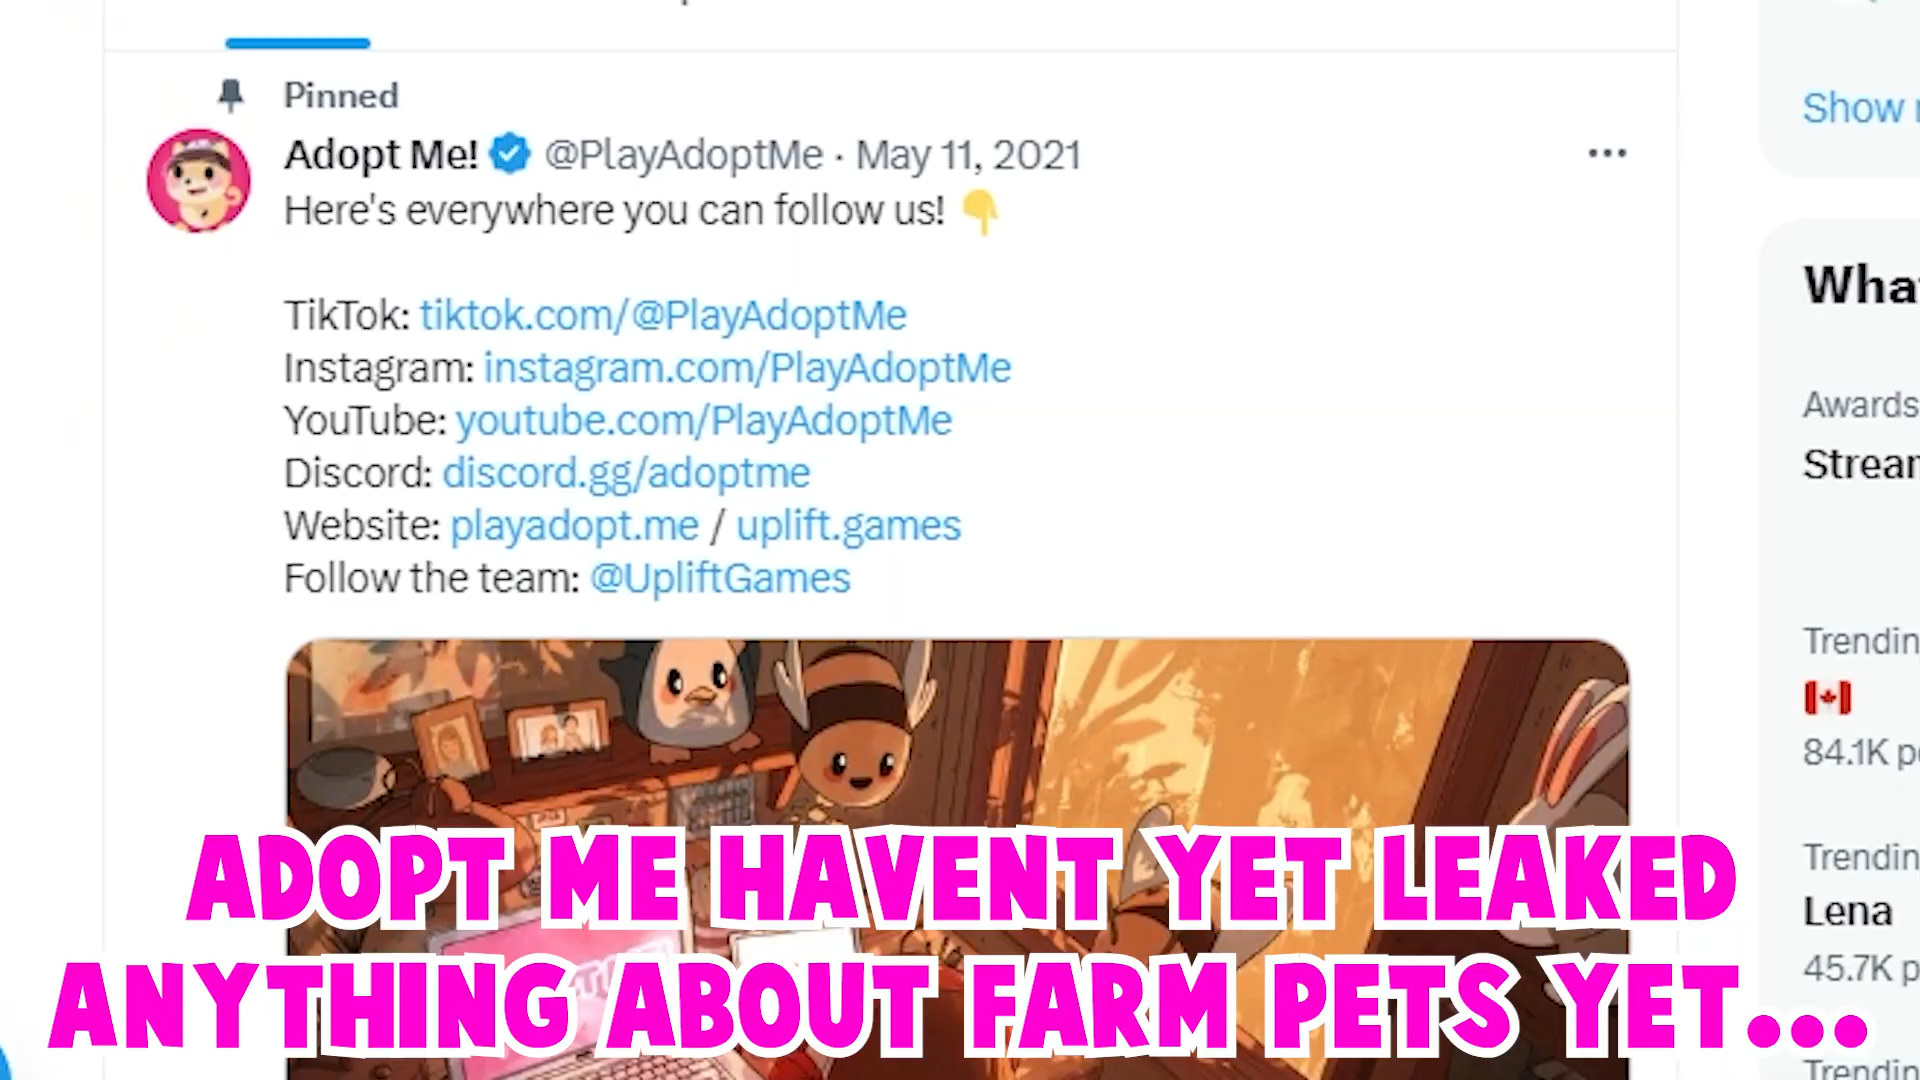 Pinned
Adopt Me! @PlayAdoptMe · May 11, 2021
Here's everywhere you can follow us! 👇
TikTok: tiktok.com/@PlayAdoptMe
Instagram: instagram.com/PlayAdoptMe
YouTube: youtube.com/PlayAdoptMe
Discord: discord.gg/adoptme
Website: playadopt.me / uplift.games
Follow the team: @UpliftGames
ADOPT ME HAVENT YET LEAKED
ANYTHING ABOUT FARM PETS YET...
Show
Awards
Lena
84.1K
45.7K